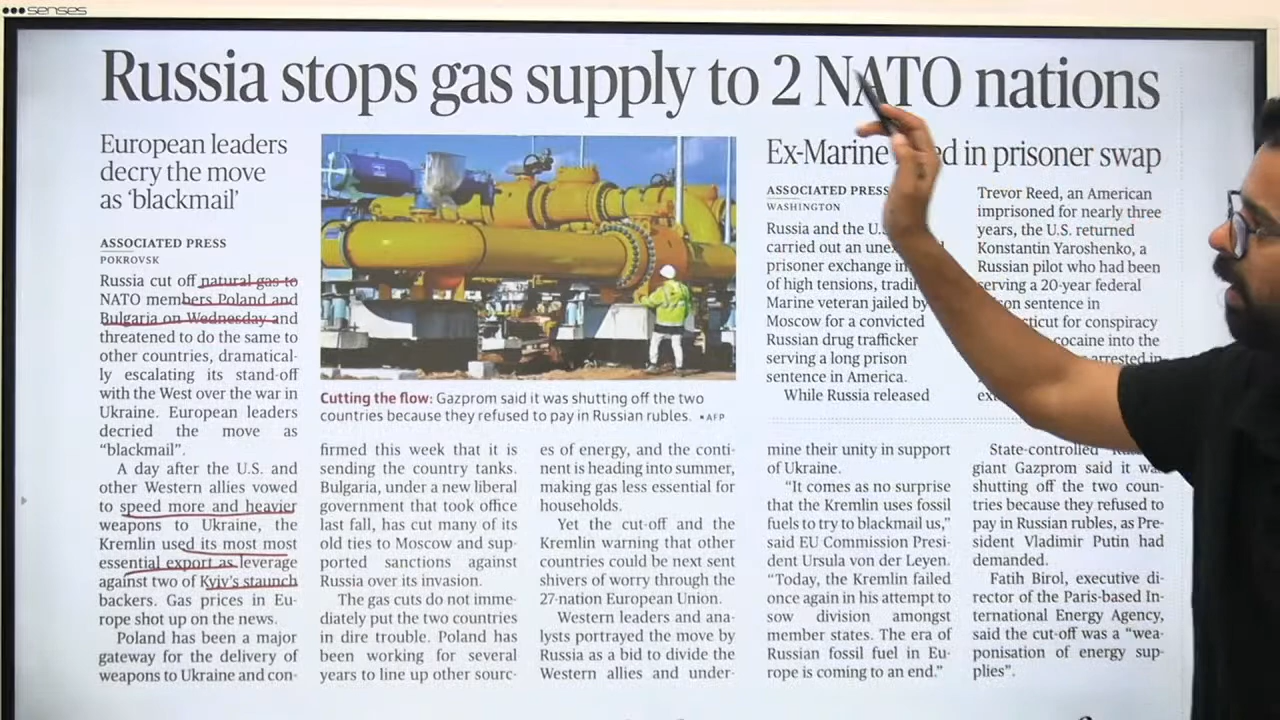 senses
Russia stops gas supply to 2 NATO nations
European leaders
decry the move
as ‘blackmail’
ASSOCIATED PRESS
POKROVSK
Russia cut off natural gas to
NATO members Poland and
Bulgaria on Wednesday and
threatened to do the same to
other countries, dramatical-
ly escalating its stand-off
with the West over the war in
Ukraine. European leaders
decried the move as
“blackmail”.
A day after the U.S. and
other Western allies vowed
to speed more and heavier
weapons to Ukraine, the
Kremlin used its most most
essential export as leverage
against two of Kyiv’s staunch
backers. Gas prices in Eu-
rope shot up on the news.
Poland has been a major
gateway for the delivery of
weapons to Ukraine and con-
Cutting the flow: Gazprom said it was shutting off the two
countries because they refused to pay in Russian rubles. ▪AFP
firmed this week that it is
sending the country tanks.
Bulgaria, under a new liberal
government that took office
last fall, has cut many of its
old ties to Moscow and sup-
ported sanctions against
Russia over its invasion.
The gas cuts do not imme-
diately put the two countries
in dire trouble. Poland has
been working for several
years to line up other sourc-
es of energy, and the conti-
nent is heading into summer,
making gas less essential for
households.
Yet the cut-off and the
Kremlin warning that other
countries could be next sent
shivers of worry through the
27-nation European Union.
Western leaders and ana-
lysts portrayed the move by
Russia as a bid to divide the
Western allies and under-
mine their unity in support
of Ukraine.
“It comes as no surprise
that the Kremlin uses fossil
fuels to try to blackmail us,”
said EU Commission Presi-
dent Ursula von der Leyen.
“Today, the Kremlin failed
once again in his attempt to
sow division amongst
member states. The era of
Russian fossil fuel in Eu-
rope is coming to an end.”
State-controlled
giant Gazprom said it was
shutting off the two coun-
tries because they refused to
pay in Russian rubles, as Pre-
sident Vladimir Putin had
demanded.
Fatih Birol, executive di-
rector of the Paris-based In-
ternational Energy Agency,
said the cut-off was a “wea-
ponisation of energy sup-
plies”.
Ex-Marine in prisoner swap
ASSOCIATED PRESS
WASHINGTON
Russia and the U.S.
carried out an
prisoner exchange in
of high tensions,
Marine veteran jailed by
Moscow for a convicted
Russian drug trafficker
serving a long prison
sentence in America.
While Russia released
Trevor Reed, an American
imprisoned for nearly three
years, the U.S. returned
Konstantin Yaroshenko, a
Russian pilot who had been
serving a 20-year federal
sentence in
for conspiracy
cocaine into the
arrested in